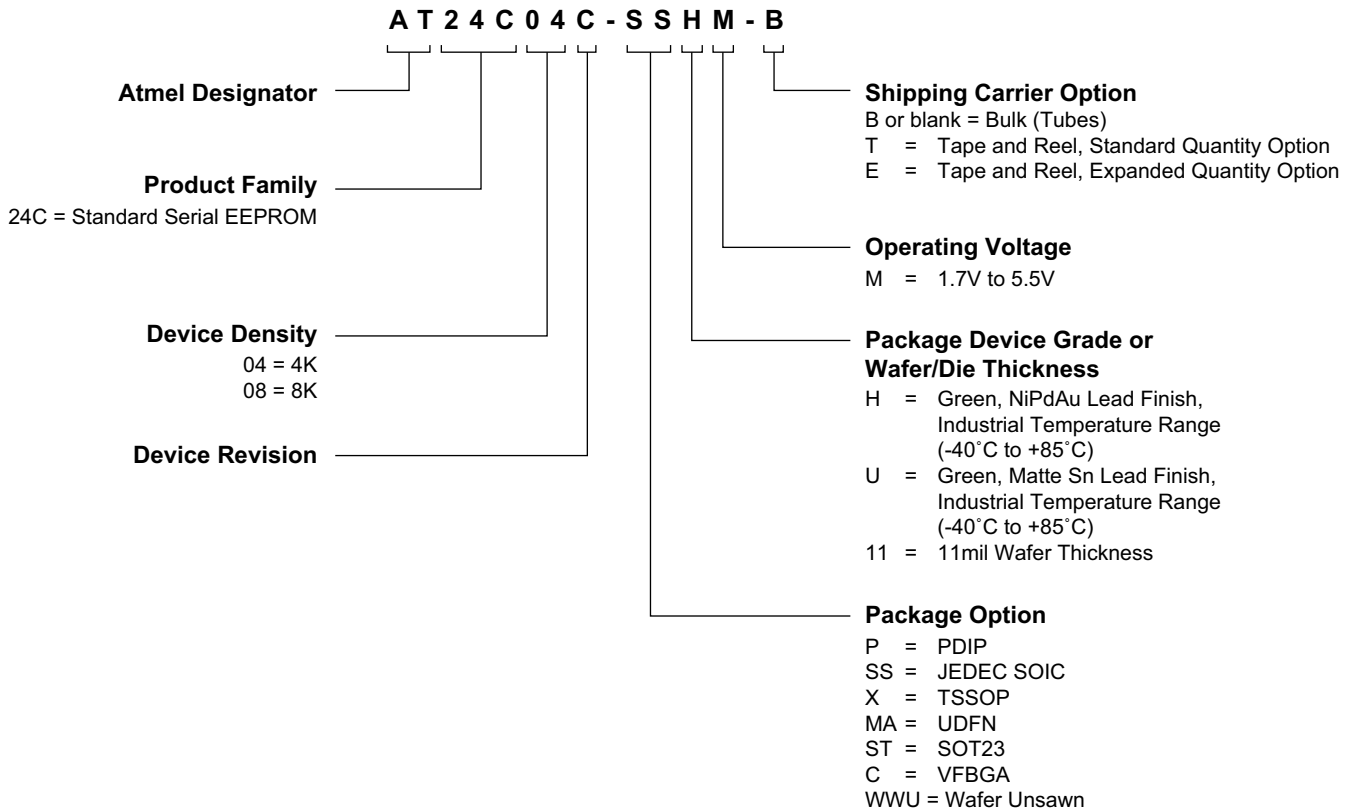 AT24C04C-SSHM-B
Atmel Designator
Product Family
24C = Standard Serial EEPROM
Device Density
04 = 4K
08 = 8K
Device Revision
Shipping Carrier Option
B or blank = Bulk (Tubes)
T = Tape and Reel, Standard Quantity Option
E = Tape and Reel, Expanded Quantity Option
Operating Voltage
M = 1.7V to 5.5V
Package Device Grade or
Wafer/Die Thickness
H = Green, NiPdAu Lead Finish,
Industrial Temperature Range
(-40˚C to +85˚C)
U = Green, Matte Sn Lead Finish,
Industrial Temperature Range
(-40˚C to +85˚C)
11 = 11mil Wafer Thickness
Package Option
P = PDIP
SS = JEDEC SOIC
X = TSSOP
MA = UDFN
ST = SOT23
C = VFBGA
WWU = Wafer Unsawn